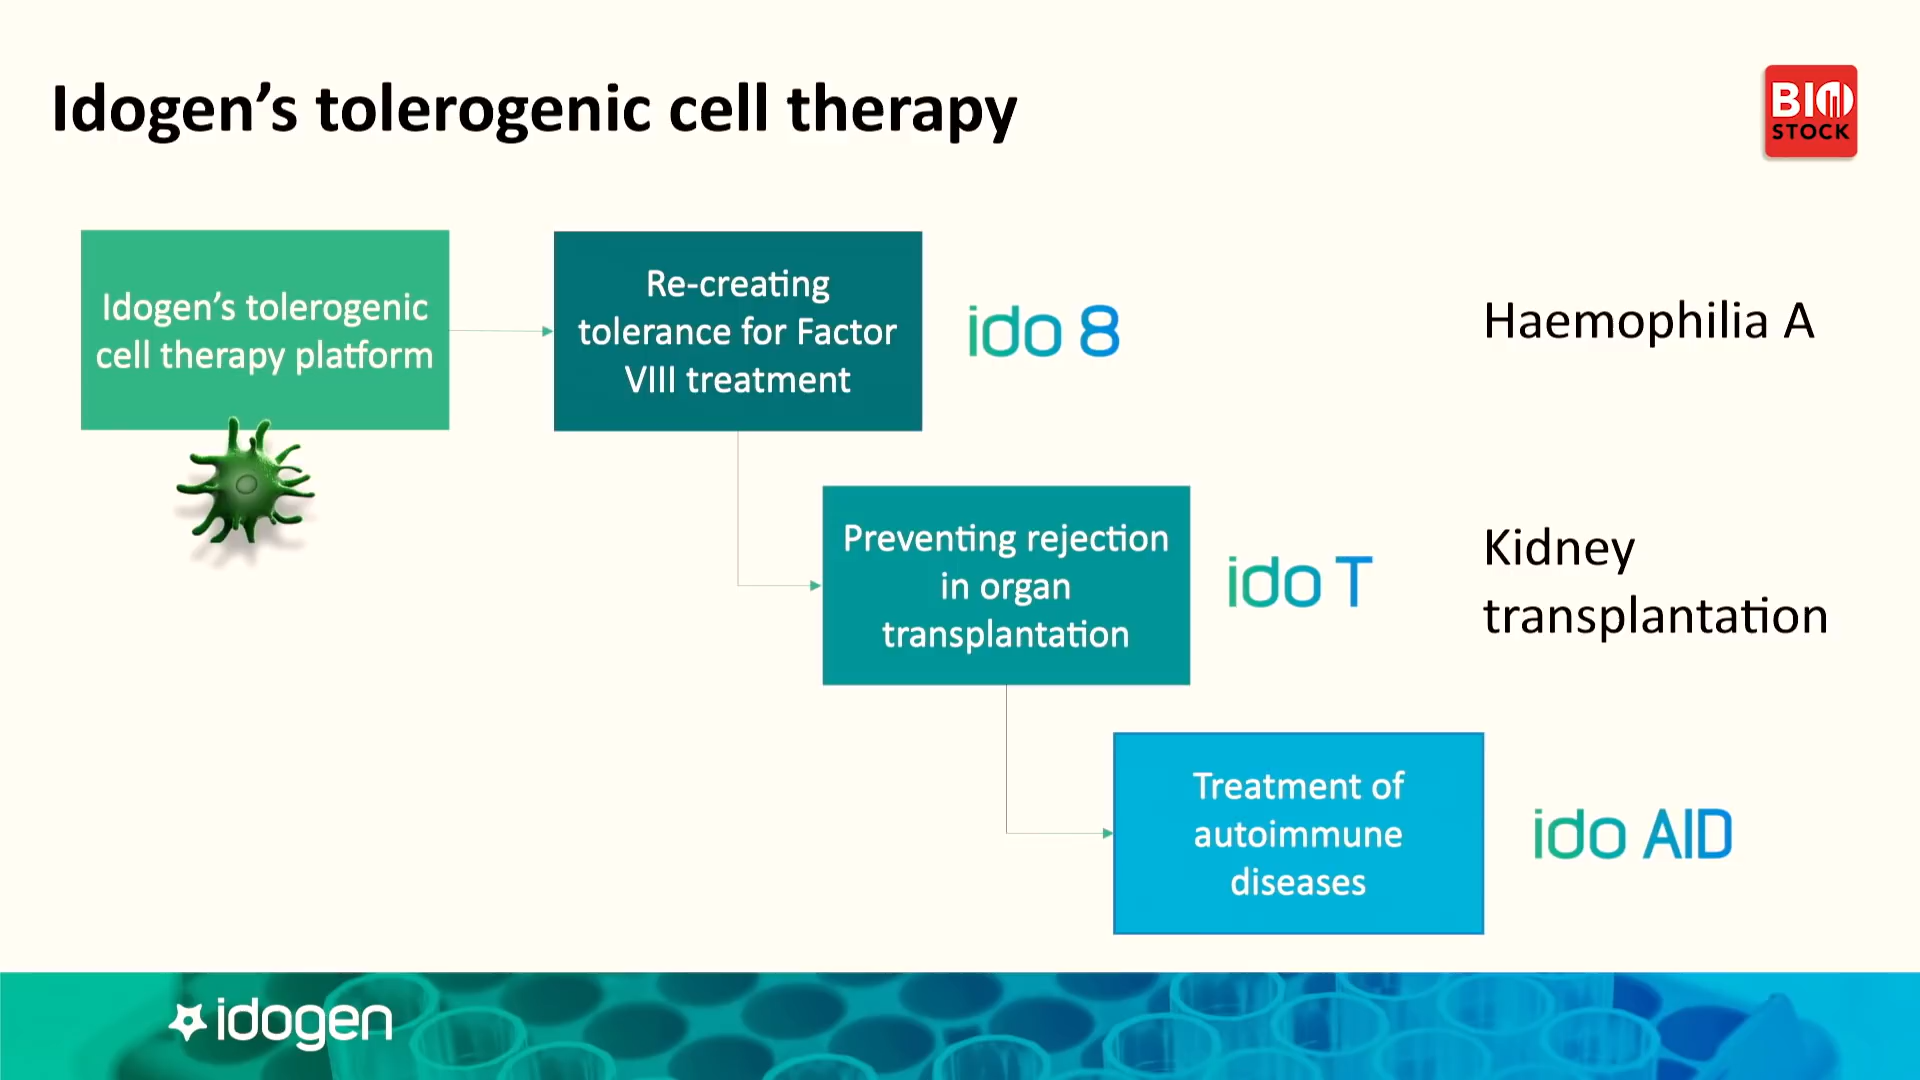 Idogen’s tolerogenic cell therapy
BIO
STOCK
Idogen’s tolerogenic
cell therapy platform
Re-creating
tolerance for Factor
VIII treatment
ido 8
Haemophilia A
Preventing rejection
in organ
transplantation
ido T
Kidney
transplantation
Treatment of
autoimmune
diseases
ido AID
idogen